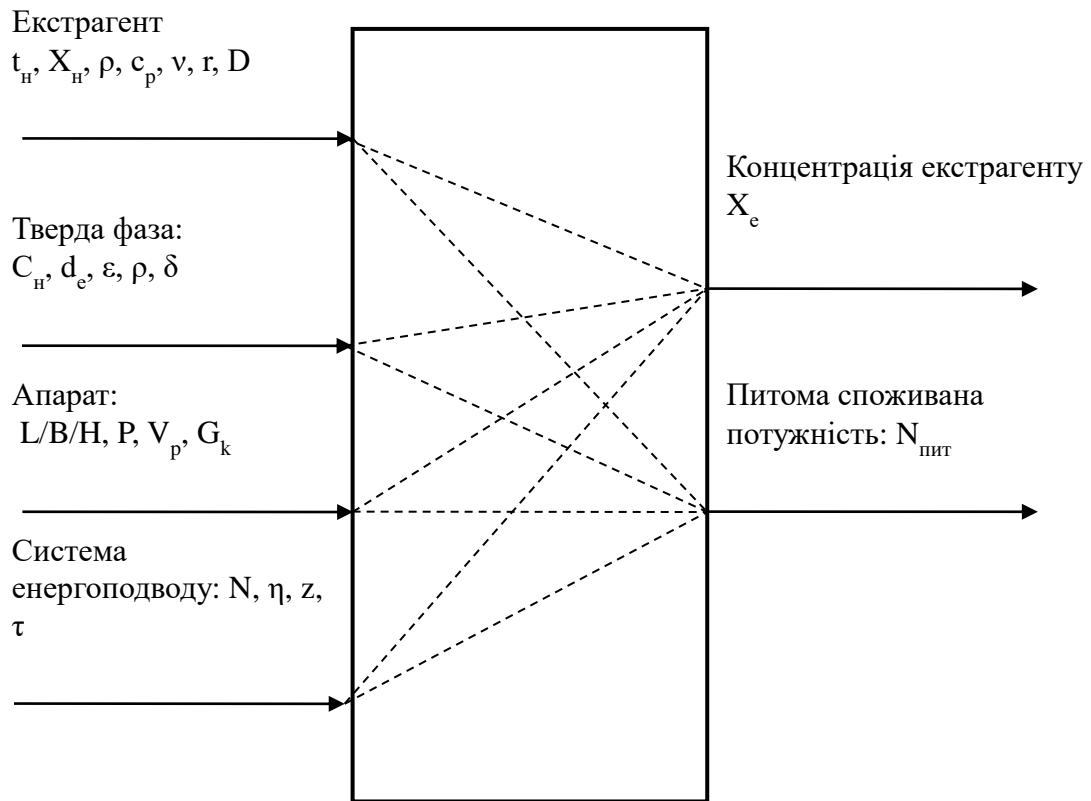 Екстрагент
tн, Xн, ρ, cp, ν, r, D
Тверда фаза:
Cн, de, ε, ρ, δ
Апарат:
L/B/H, P, Vp, Gk
Система
енергоподводу: N, η, z,
τ
Концентрація екстрагенту
Xe
Питома споживана
потужність: Nпит